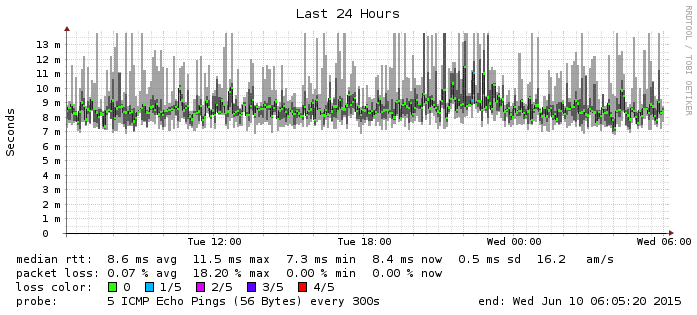 Last 24 Hours
RRDTOOL / TOBI OETIKER
Seconds
13 m
12 m
11 m
10 m
9 m
8 m
7 m
6 m
5 m
4 m
3 m
2 m
1 m
0
Tue 12:00 Tue 18:00 Wed 00:00 Wed 06:00
median rtt: 8.6 ms avg 11.5 ms max 7.3 ms min 8.4 ms now 0.5 ms sd 16.2 am/s
packet loss: 0.07 % avg 18.20 % max 0.00 % min 0.00 % now
loss color: 0 1/5 2/5 3/5 4/5
probe: 5 ICMP Echo Pings (56 Bytes) every 300s end: Wed Jun 10 06:05:20 2015